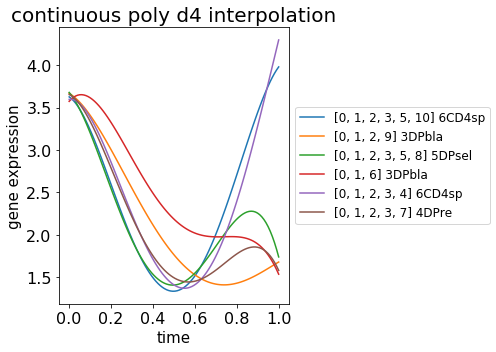 continuous poly d4 interpolation
gene expression
4.0
3.5
3.0
2.5
2.0
1.5
0.0 0.2 0.4 0.6 0.8 1.0
time
[0, 1, 2, 3, 5, 10] 6CD4sp
[0, 1, 2, 9] 3DPbla
[0, 1, 2, 3, 5, 8] 5DPsel
[0, 1, 6] 3DPbla
[0, 1, 2, 3, 4] 6CD4sp
[0, 1, 2, 3, 7] 4DPre